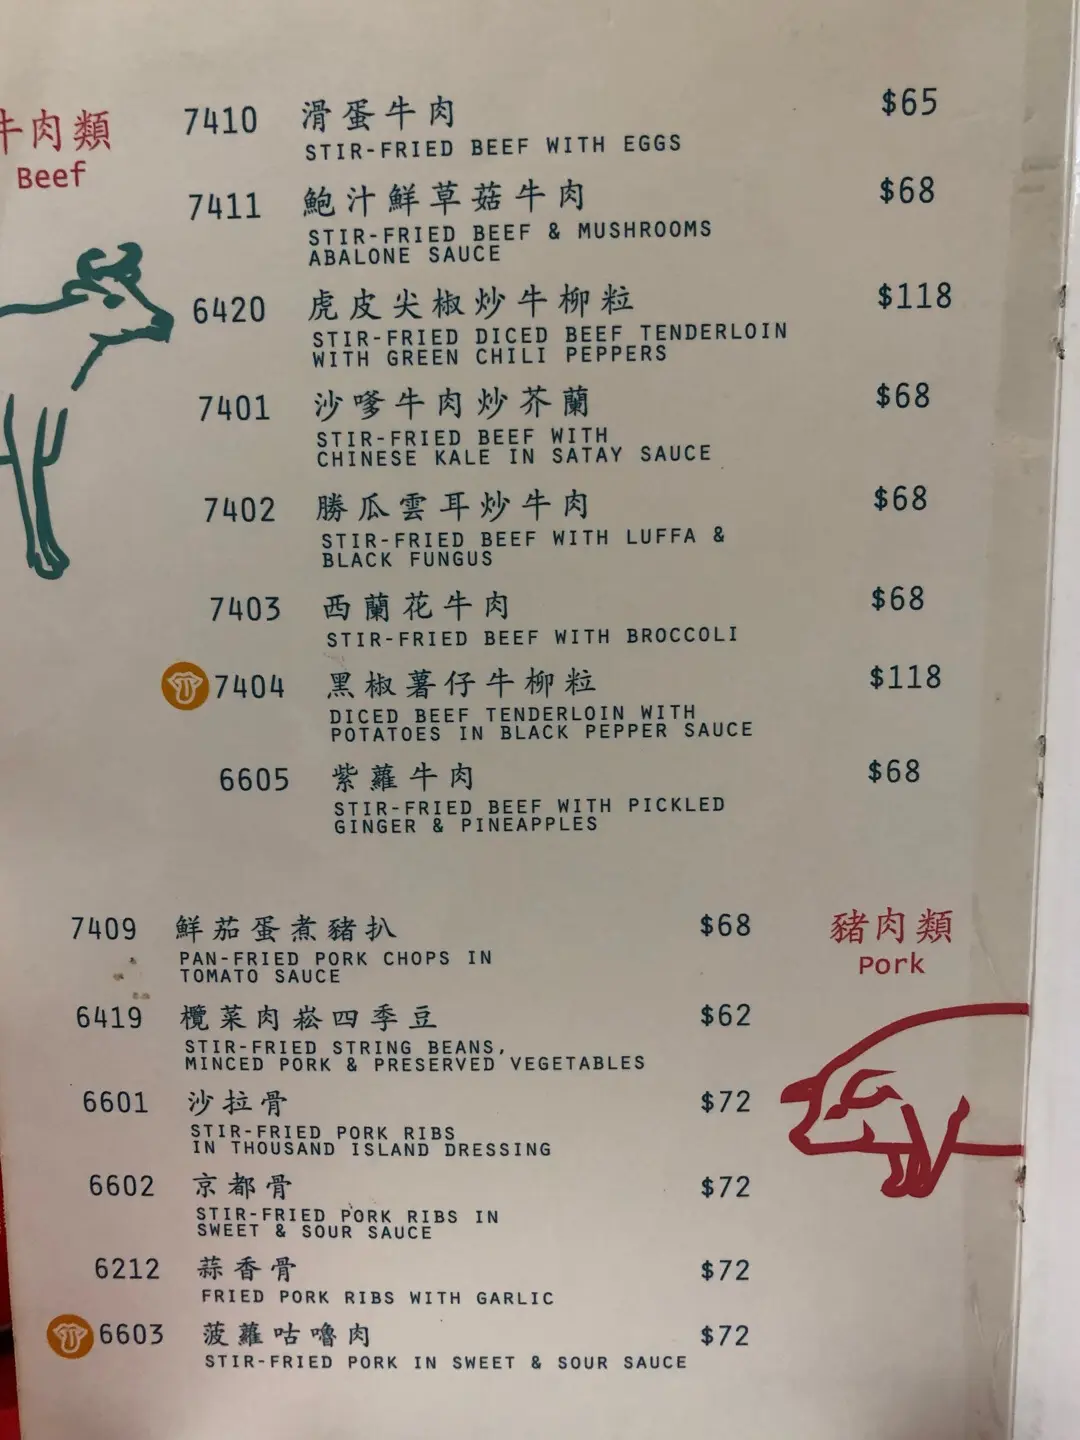 牛肉類
Beef
7410 滑蛋牛肉 $65
STIR-FRIED BEEF WITH EGGS
7411 鮑汁鮮草菇牛肉 $68
STIR-FRIED BEEF & MUSHROOMS
ABALONE SAUCE
6420 虎皮尖椒炒牛柳粒 $118
STIR-FRIED DICED BEEF TENDERLOIN
WITH GREEN CHILI PEPPERS
7401 沙嗲牛肉炒芥蘭 $68
STIR-FRIED BEEF WITH
CHINESE KALE IN SATAY SAUCE
7402 勝瓜雲耳炒牛肉 $68
STIR-FRIED BEEF WITH LUFFA &
BLACK FUNGUS
7403 西蘭花牛肉 $68
STIR-FRIED BEEF WITH BROCCOLI
7404 黑椒薯仔牛柳粒 $118
DICED BEEF TENDERLOIN WITH
POTATOES IN BLACK PEPPER SAUCE
6605 紫蘿牛肉 $68
STIR-FRIED BEEF WITH PICKLED
GINGER & PINEAPPLES
豬肉類
Pork
7409 鮮茄蛋煮豬扒 $68
PAN-FRIED PORK CHOPS IN
TOMATO SAUCE
6419 欖菜肉崧四季豆 $62
STIR-FRIED STRING BEANS,
MINCED PORK & PRESERVED VEGETABLES
6601 沙拉骨 $72
STIR-FRIED PORK RIBS
IN THOUSAND ISLAND DRESSING
6602 京都骨 $72
STIR-FRIED PORK RIBS IN
SWEET & SOUR SAUCE
6212 蒜香骨 $72
FRIED PORK RIBS WITH GARLIC
6603 菠蘿咕嚕肉 $72
STIR-FRIED PORK IN SWEET & SOUR SAUCE